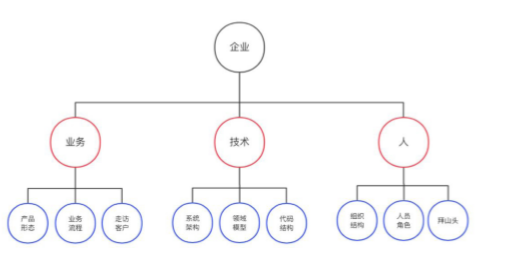 企业
业务
技术
人
产品
形态
业务
流程
走访
客户
系统
架构
领域
模型
代码
结构
组织
结构
人员
角色
拜山头